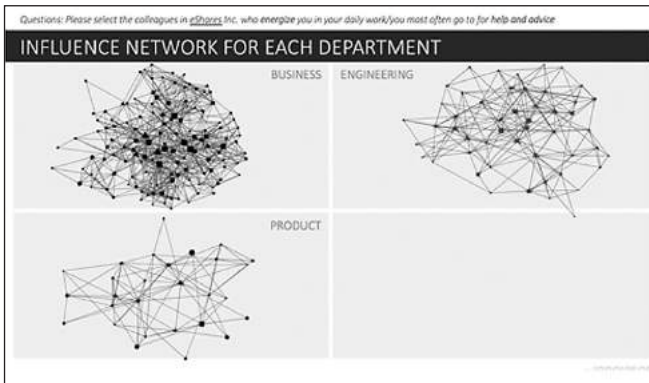 Questions: Please select the colleagues in eShares Inc. who energize you in your daily work/you most often go to for help and advice
INFLUENCE NETWORK FOR EACH DEPARTMENT
BUSINESS
ENGINEERING
PRODUCT